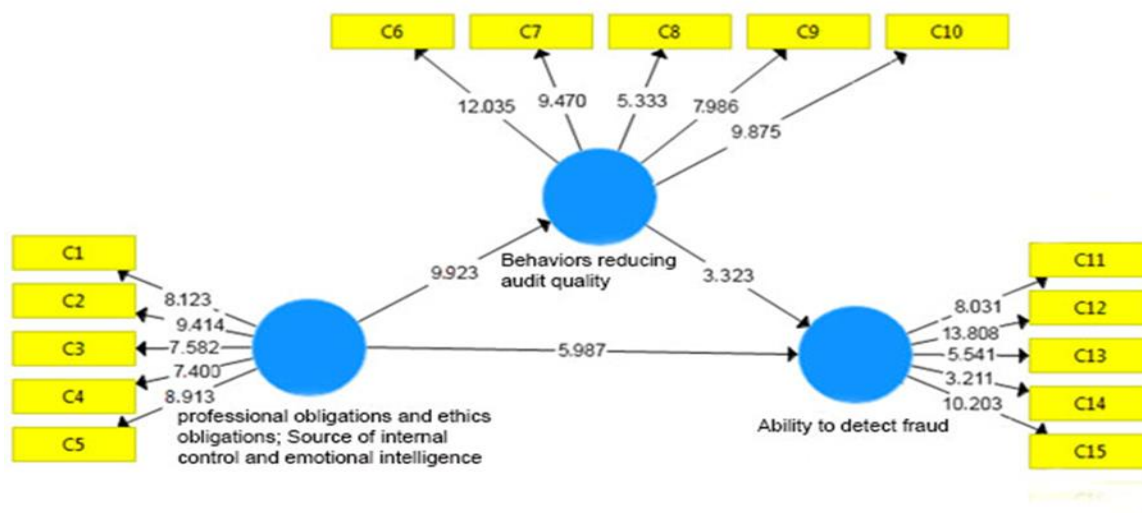 C6
C7
C8
C9
C10
12.035
9.470
5.333
7.986
9.875
C1
C2
C3
C4
C5
8.123
9.414
7.582
7.400
8.913
9.923
Behaviors reducing
audit quality
3.323
5.987
professional obligations and ethics
obligations; Source of internal
control and emotional intelligence
Ability to detect fraud
8.031
13.808
5.541
3.211
10.203
C11
C12
C13
C14
C15